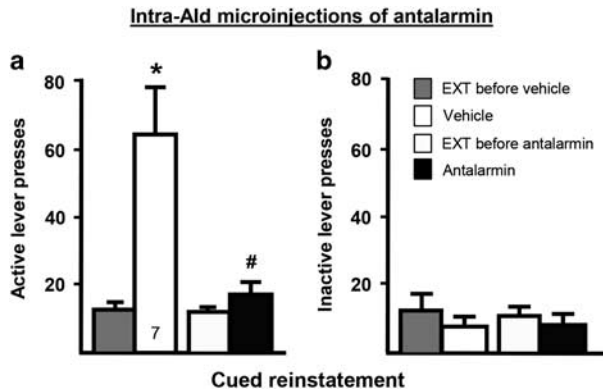 Intra-AId microinjections of antalarmin
a
b
Active lever presses
80
60
40
20
*
#
7
Inactive lever presses
80
60
40
20
EXT before vehicle
Vehicle
EXT before antalarmin
Antalarmin
Cued reinstatement